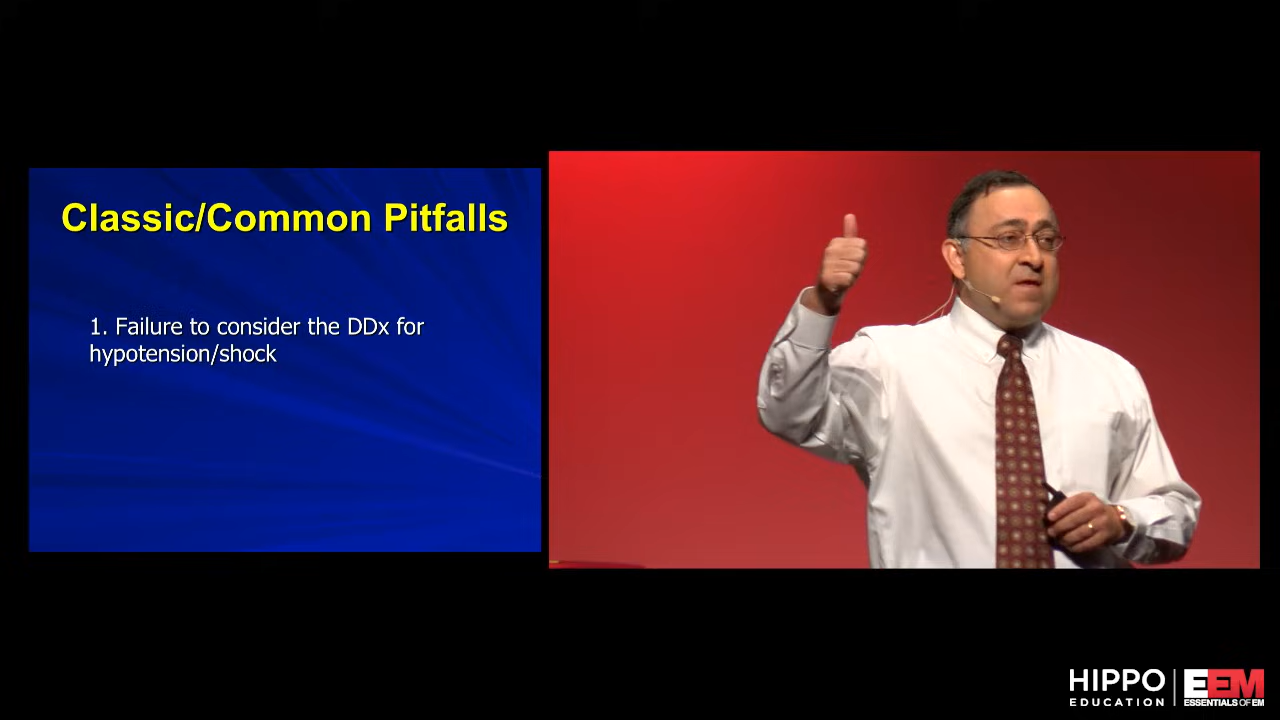 Classic/Common Pitfalls
1. Failure to consider the DDx for
hypotension/shock
HIPPO
EDUCATION
EEM
ESSENTIALS OF EM